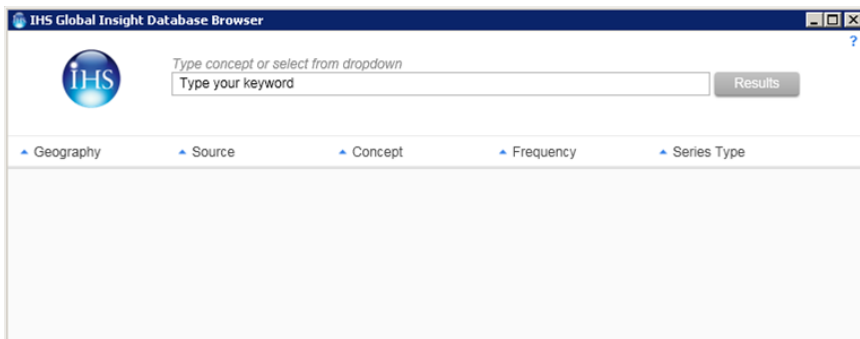 IHS Global Insight Database Browser
?
Type concept or select from dropdown
IHS
Type your keyword
Results
Geography
Source
Concept
Frequency
Series Type